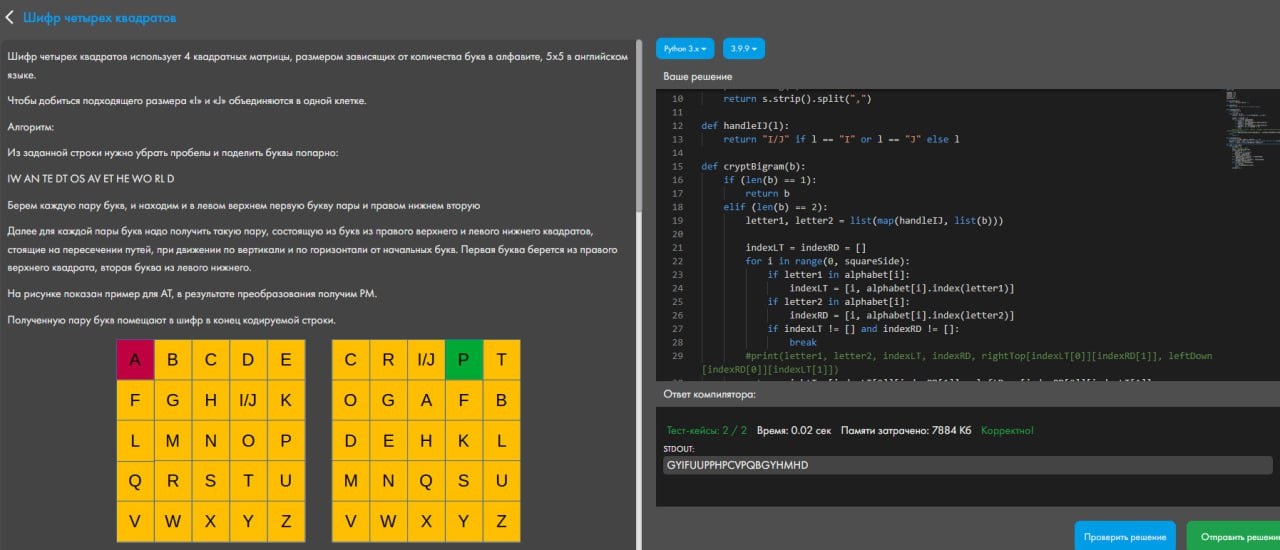 Шифр четырех квадратов
Шифр четырех квадратов использует 4 квадратных матрицы, размером зависящих от количества букв в алфавите, 5x5 в английском
языке.
Чтобы добиться подходящего размера «I» и «J» объединяются в одной клетке.
Алгоритм:
Из заданной строки нужно убрать пробелы и поделить буквы попарно:
IW AN TE DT OS AV ET HE WO RL D
Берем каждую пару букв, и находим и в левом верхнем первую букву пары и правом нижнем вторую
Далее для каждой пары букв надо получить такую пару, состоящую из букв из правого верхнего и левого нижнего квадратов,
стоящие на пересечении путей, при движении по вертикали и по горизонтали от начальных букв. Первая буква берется из правого
верхнего квадрата, вторая буква из левого нижнего.
На рисунке показан пример для AT, в результате преобразования получим PM.
Полученную пару букв помещают в шифр в конец кодируемой строки.
A B C D E C R I/J P T
F G H I/J K O G A F B
L M N O P D E H K L
Q R S T U M N Q S U
V W X Y Z V W X Y Z
Python 3.x 3.9.9
Ваше решение
10 return s.strip().split(",")
11
12 def handleIJ(l):
13 return "I/J" if l == "I" or l == "J" else l
14
15 def cryptBigram(b):
16 if (len(b) == 1):
17 return b
18 elif (len(b) == 2):
19 letter1, letter2 = list(map(handleIJ, list(b)))
20
21 indexLT = indexRD = []
22 for i in range(0, squareSide):
23 if letter1 in alphabet[i]:
24 indexLT = [i, alphabet[i].index(letter1)]
25 if letter2 in alphabet[i]:
26 indexRD = [i, alphabet[i].index(letter2)]
27 if indexLT != [] and indexRD != []:
28 break
29 #print(letter1, letter2, indexLT, indexRD, rightTop[indexLT[0]][indexRD[1]], leftDown
[indexRD[0]][indexLT[1]])
Ответ компилятора:
Тест-кейсы: 2 / 2 Время: 0.02 сек Памяти затрачено: 7884 Кб Корректно!
STDOUT:
GYIFUUPPHPCVPQBGYHMHD
Проверить решение Отправить решени